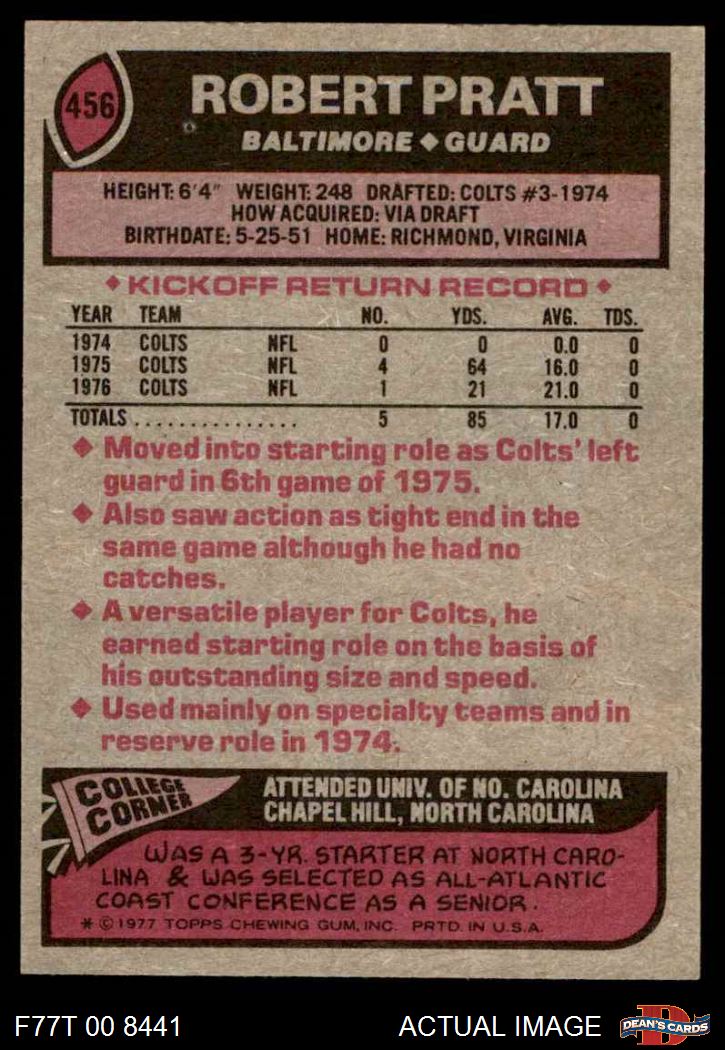 456
ROBERT PRATT
BALTIMORE ◆ GUARD
HEIGHT: 6'4" WEIGHT: 248 DRAFTED: COLTS #3-1974
HOW ACQUIRED: VIA DRAFT
BIRTHDATE: 5-25-51 HOME: RICHMOND, VIRGINIA
◆ KICKOFF RETURN RECORD ◆
YEAR TEAM NO. YDS. AVG. TDS.
1974 COLTS NFL 0 0 0.0 0
1975 COLTS NFL 4 64 16.0 0
1976 COLTS NFL 1 21 21.0 0
TOTALS ............... 5 85 17.0 0
◆ Moved into starting role as Colts' left
guard in 6th game of 1975.
◆ Also saw action as tight end in the
same game although he had no
catches.
◆ A versatile player for Colts, he
earned starting role on the basis of
his outstanding size and speed.
◆ Used mainly on specialty teams and in
reserve role in 1974.
COLLEGE
CORNER
ATTENDED UNIV. OF NO. CAROLINA
CHAPEL HILL, NORTH CAROLINA
WAS A 3-YR. STARTER AT NORTH CARO-
LINA & WAS SELECTED AS ALL-ATLANTIC
COAST CONFERENCE AS A SENIOR.
* © 1977 TOPPS CHEWING GUM, INC. PRTD. IN U.S.A.
F77T 00 8441 ACTUAL IMAGE
D
DEAN'S CARDS